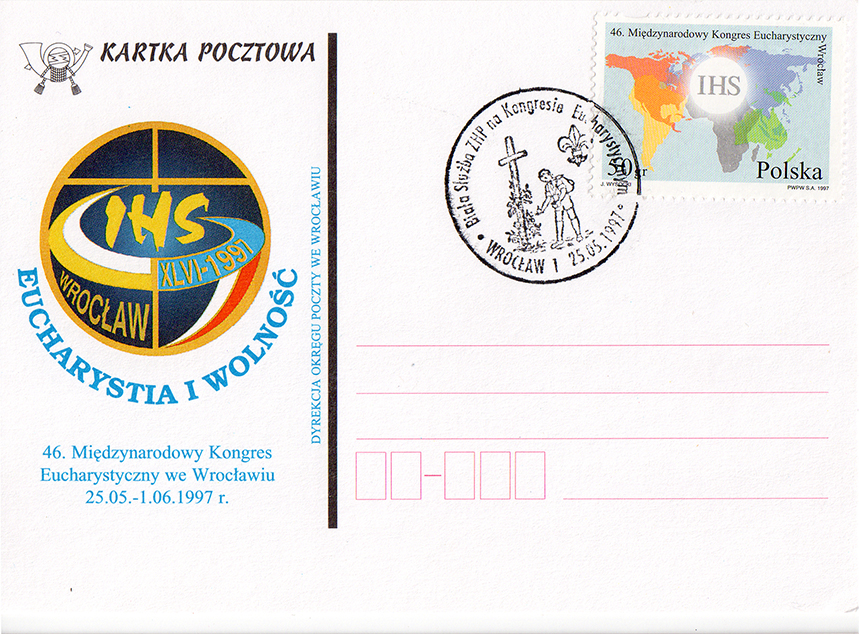 KARTKA POCZTOWA
IHS
XLVI-1997
WROCŁAW
EUCHARYSTIA I WOLNOŚĆ
46. Międzynarodowy Kongres
Eucharystyczny we Wrocławiu
25.05.-1.06.1997 r.
DYREKCJA OKRĘGU POCZTY WE WROCŁAWIU
46. Międzynarodowy Kongres Eucharystyczny
Wrocław
IHS
50 gr
Polska
PWPW S.A. 1997
Biała Służba ZHP na Kongresie Eucharystycznym
WROCŁAW 1 25.05.1997